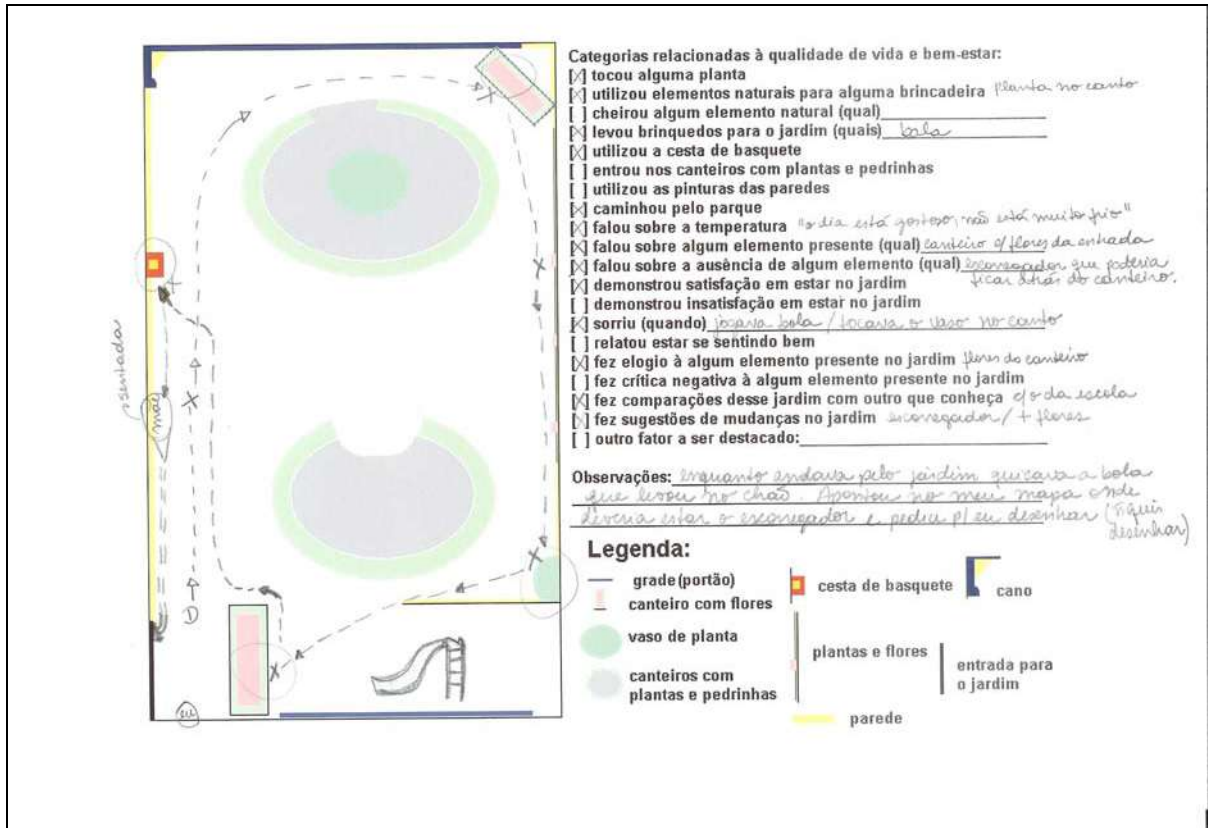 Categorias relacionadas à qualidade de vida e bem-estar:
[X] tocou alguma planta
[X] utilizou elementos naturais para alguma brincadeira planta no canto
[ ] cheirou algum elemento natural (qual)
[X] levou brinquedos para o jardim (quais) bola
[X] utilizou a cesta de basquete
[ ] entrou nos canteiros com plantas e pedrinhas
[ ] utilizou as pinturas das paredes
[X] caminhou pelo parque
[X] falou sobre a temperatura "o dia está gostoso, não está muito frio"
[X] falou sobre algum elemento presente (qual) canteiro c/ flores da entrada
[X] falou sobre a ausência de algum elemento (qual) escorregador que poderia
ficar atrás do canteiro.
[X] demonstrou satisfação em estar no jardim
[ ] demonstrou insatisfação em estar no jardim
[X] sorriu (quando) jogava bola / tocava o vaso no canto
[ ] relatou estar se sentindo bem
[X] fez elogio à algum elemento presente no jardim flores do canteiro
[ ] fez crítica negativa à algum elemento presente no jardim
[X] fez comparações desse jardim com outro que conheça c/ o da escola
[X] fez sugestões de mudanças no jardim escorregador / + flores
[ ] outro fator a ser destacado:
Observações: enquanto andava pelo jardim quicava a bola
que levou no chão. Apontou no meu mapa onde
deveria estar o escorregador e pediu p/ eu desenhar (fiquei
desenhar)
sentada
mãe
D
eu
Legenda:
grade (portão)
canteiro com flores
vaso de planta
canteiros com
plantas e pedrinhas
cesta de basquete
plantas e flores
parede
cano
entrada para
o jardim